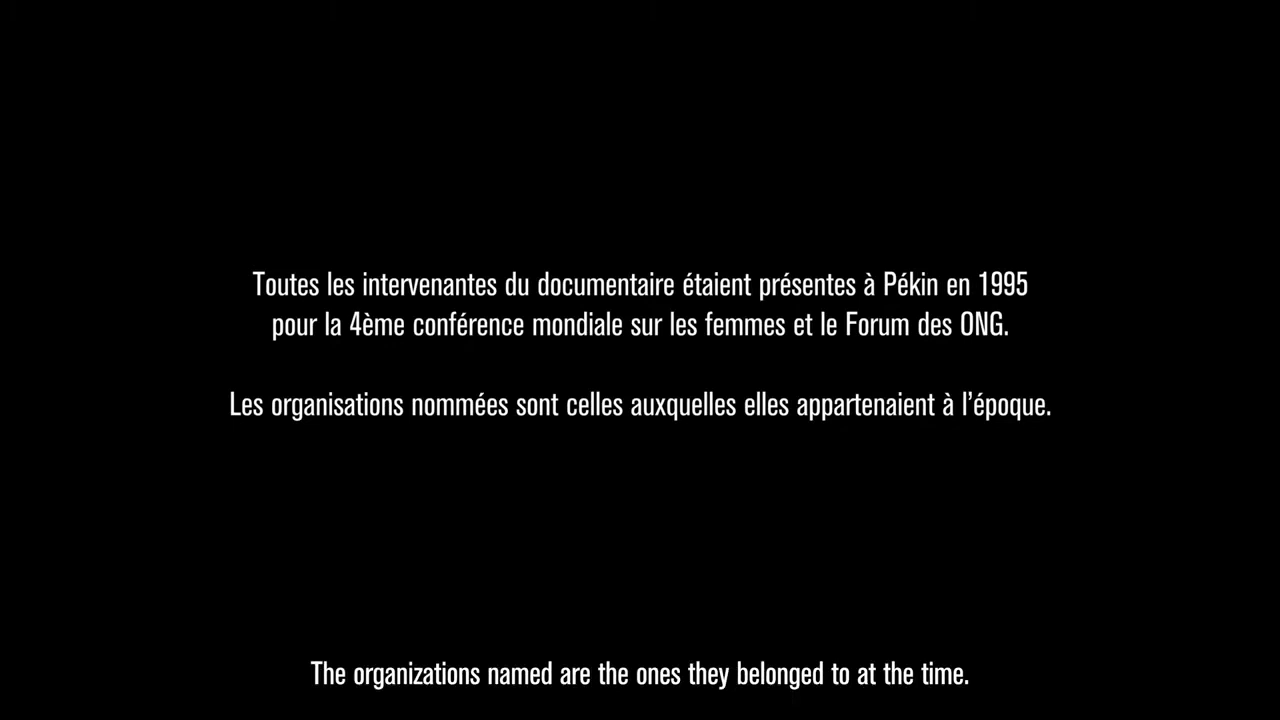 Toutes les intervenantes du documentaire étaient présentes à Pékin en 1995
pour la 4ème conférence mondiale sur les femmes et le Forum des ONG.
Les organisations nommées sont celles auxquelles elles appartenaient à l’époque.
The organizations named are the ones they belonged to at the time.